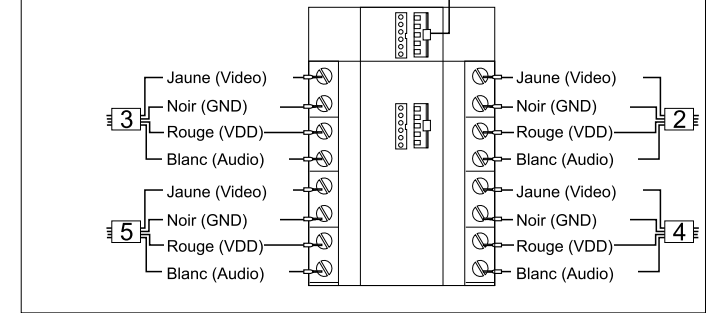 Jaune (Video) Jaune (Video)
Noir (GND) Noir (GND)
3 2
Rouge (VDD) Rouge (VDD)
Blanc (Audio) Blanc (Audio)
Jaune (Video) Jaune (Video)
Noir (GND) Noir (GND)
5 4
Rouge (VDD) Rouge (VDD)
Blanc (Audio) Blanc (Audio)